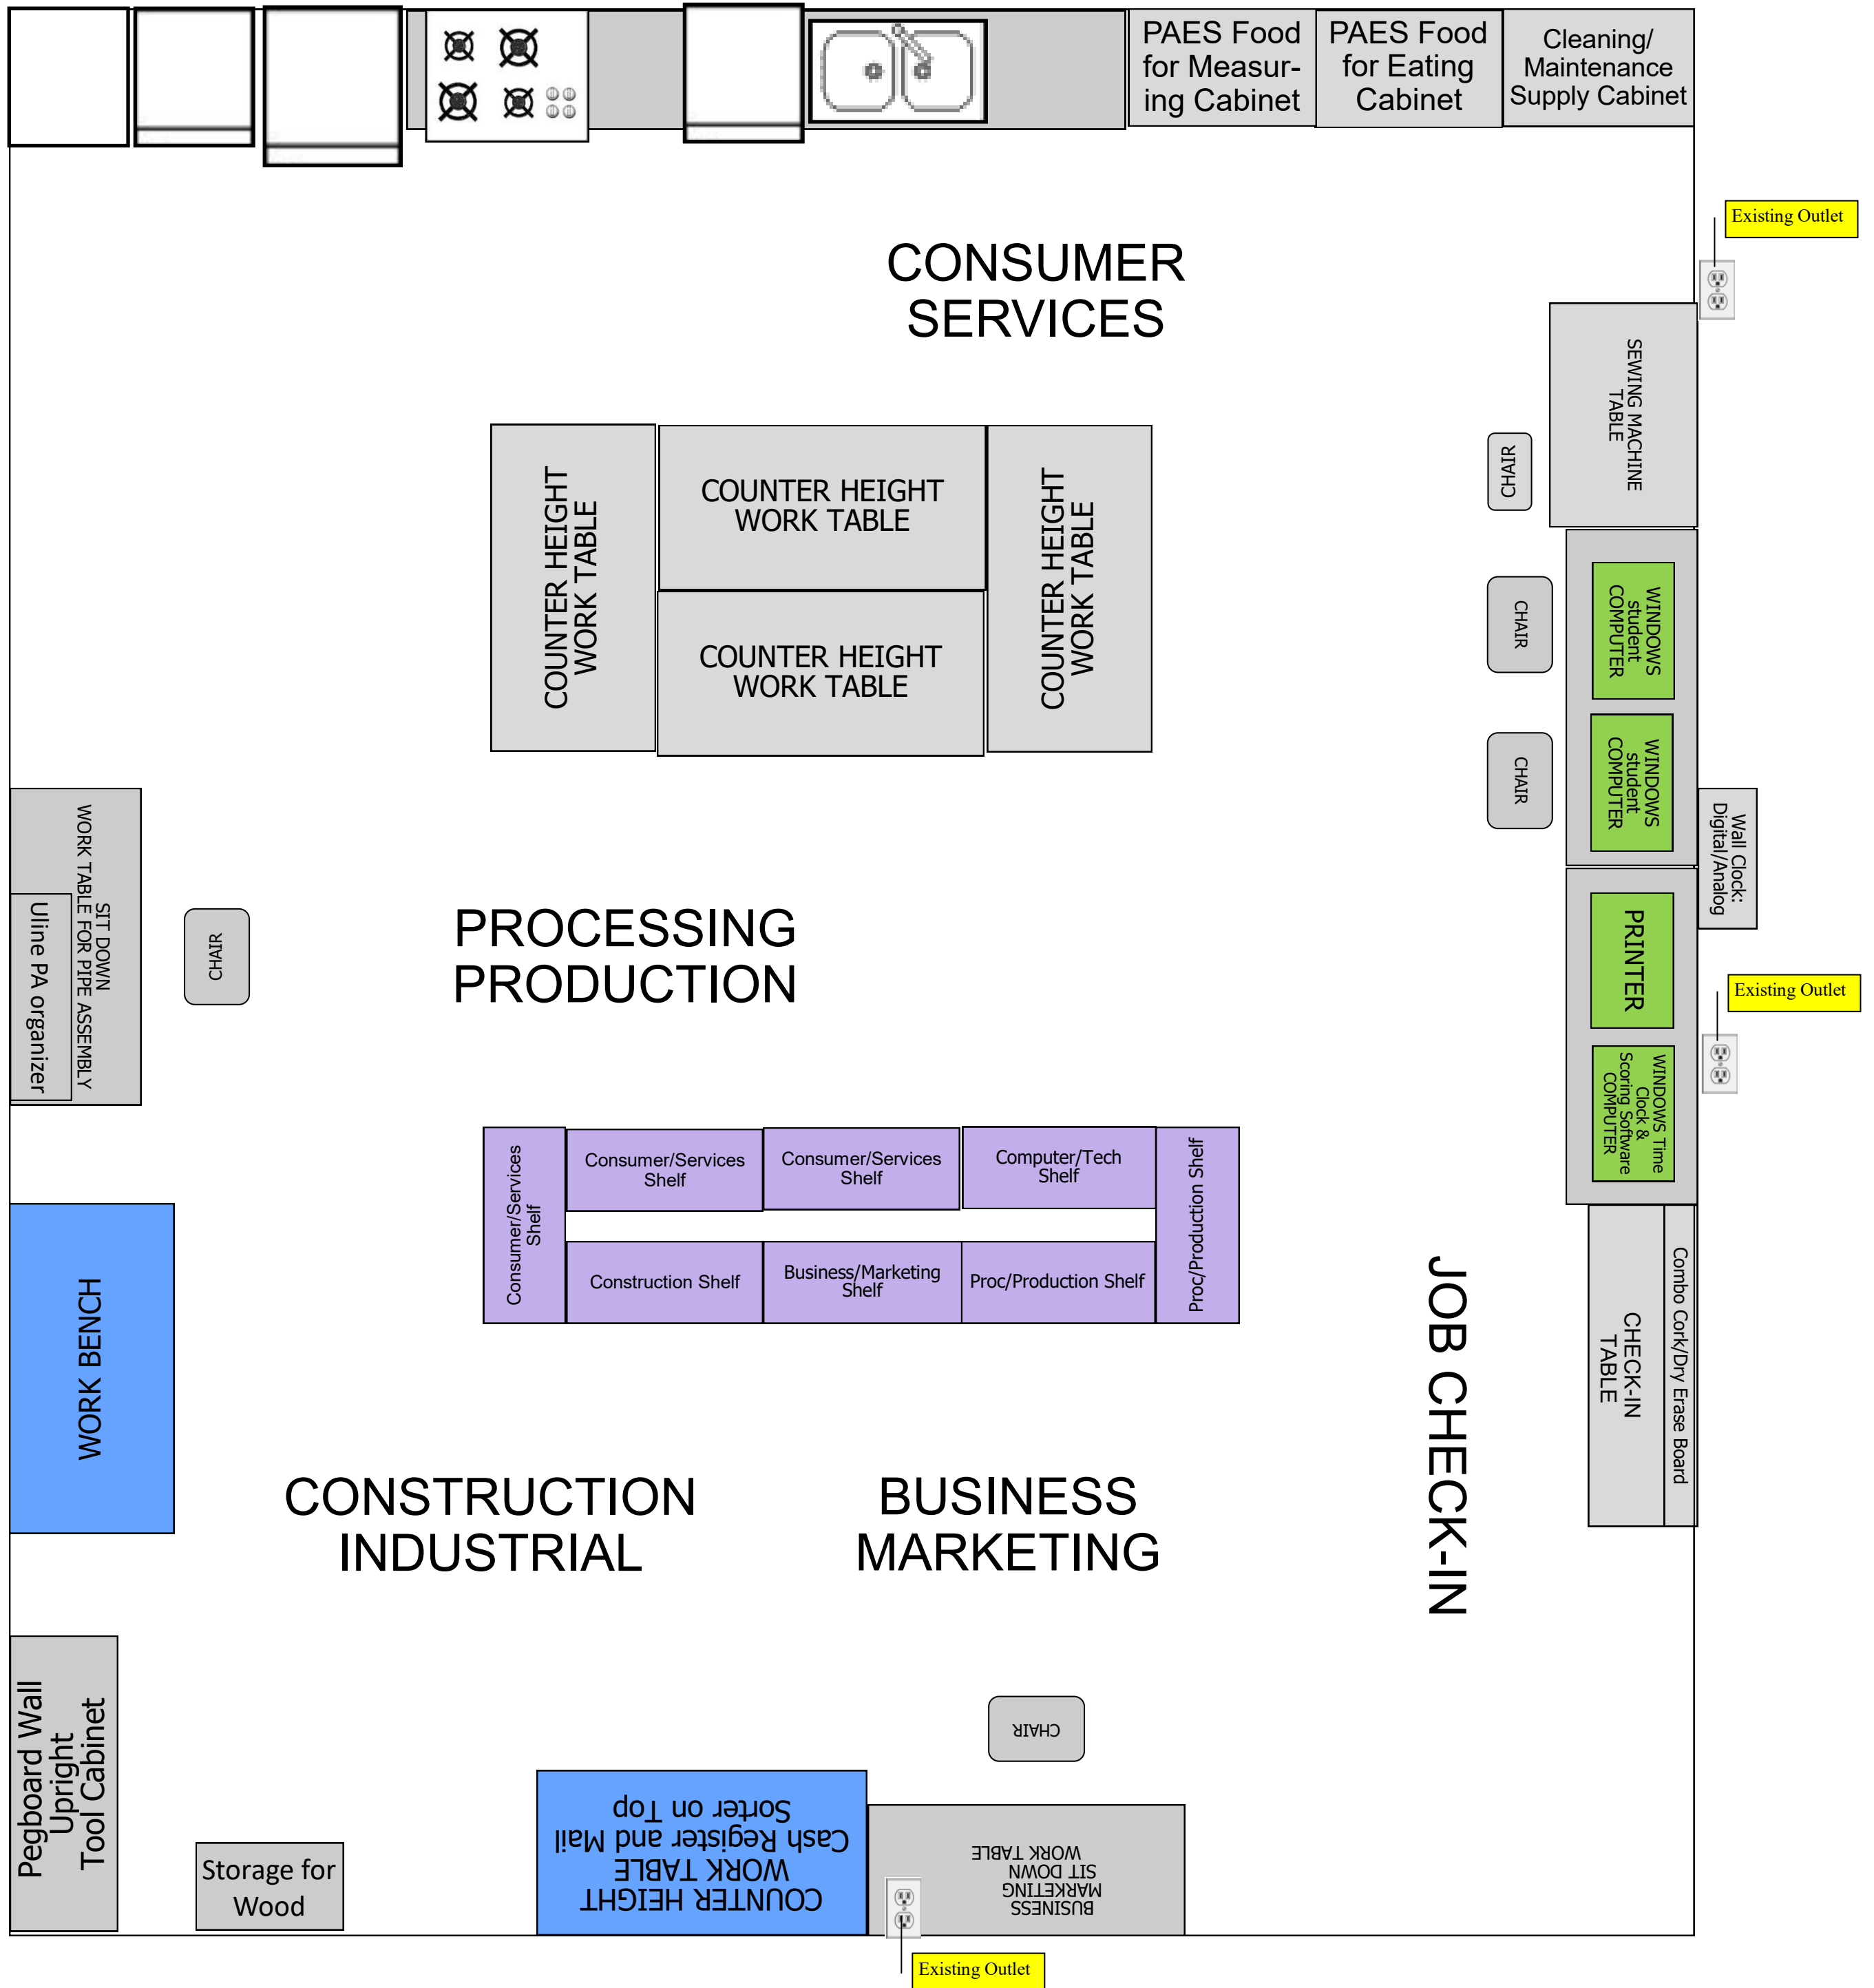 PAES Food
for Measur-
ing Cabinet
PAES Food
for Eating
Cabinet
Cleaning/
Maintenance
Supply Cabinet
Existing Outlet
CONSUMER
SERVICES
SEWING MACHINE
TABLE
CHAIR
COUNTER HEIGHT
WORK TABLE
COUNTER HEIGHT
WORK TABLE
COUNTER HEIGHT
WORK TABLE
COUNTER HEIGHT
WORK TABLE
CHAIR
WINDOWS
student
COMPUTER
CHAIR
WINDOWS
student
COMPUTER
Wall Clock:
Digital/Analog
SIT DOWN
WORK TABLE FOR PIPE ASSEMBLY
Uline PA organizer
CHAIR
PROCESSING
PRODUCTION
PRINTER
Existing Outlet
WINDOWS Time
Clock &
Scoring Software
COMPUTER
Consumer/Services
Shelf
Consumer/Services
Shelf
Consumer/Services
Shelf
Computer/Tech
Shelf
Proc/Production Shelf
Construction Shelf
Business/Marketing
Shelf
Proc/Production Shelf
WORK BENCH
JOB CHECK-IN
CHECK-IN
TABLE
Combo Cork/Dry Erase Board
CONSTRUCTION
INDUSTRIAL
BUSINESS
MARKETING
Pegboard Wall
Upright
Tool Cabinet
Storage for
Wood
CHAIR
COUNTER HEIGHT
WORK TABLE
Cash Register and Mail
Sorter on Top
BUSINESS
MARKETING
SIT DOWN
WORK TABLE
Existing Outlet